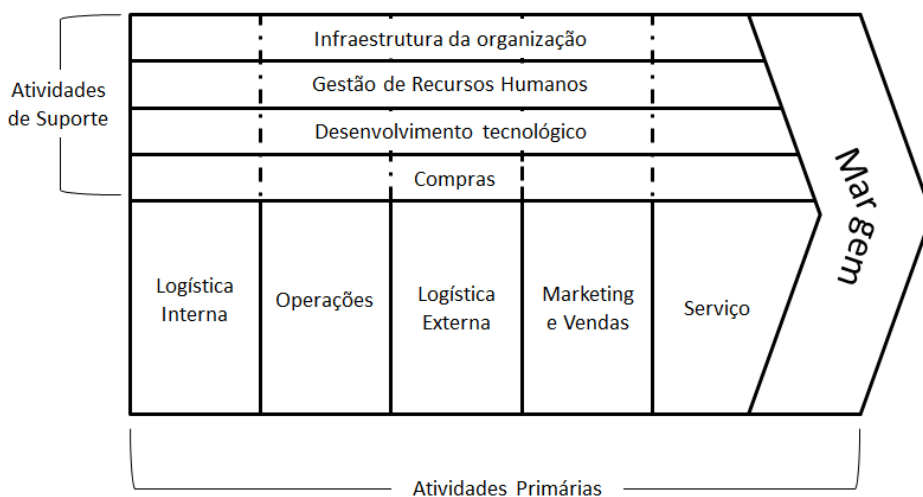 Infraestrutura da organização
Gestão de Recursos Humanos
Desenvolvimento tecnológico
Compras
Atividades
de Suporte
Logística
Interna
Operações
Logística
Externa
Marketing
e Vendas
Serviço
Mar gem
Atividades Primárias